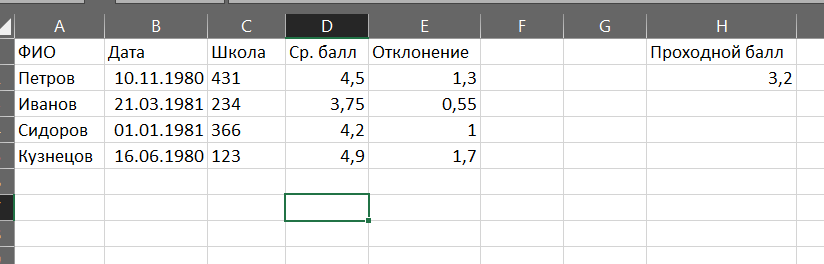 A B C D E F G H
ФИО Дата Школа Ср. балл Отклонение Проходной балл
Петров 10.11.1980 431 4,5 1,3 3,2
Иванов 21.03.1981 234 3,75 0,55
Сидоров 01.01.1981 366 4,2 1
Кузнецов 16.06.1980 123 4,9 1,7